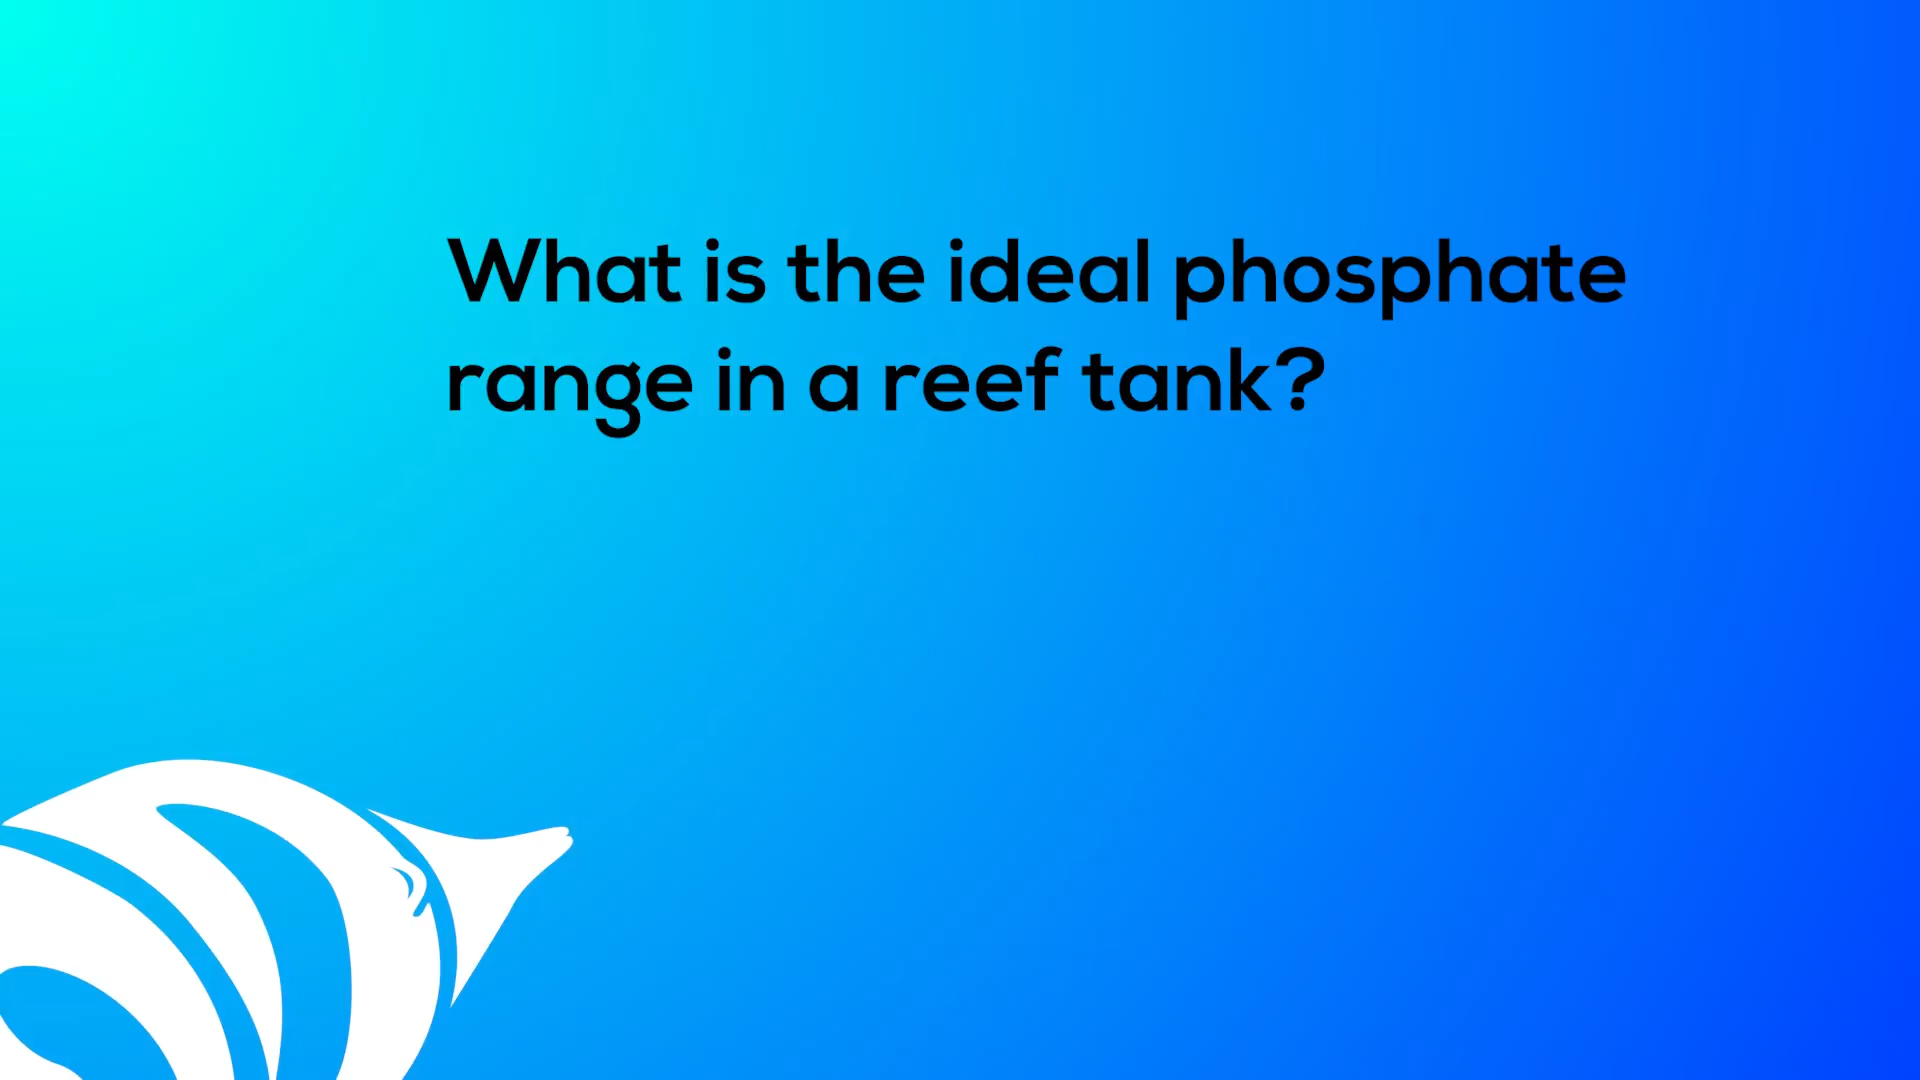 What is the ideal phosphate
range in a reef tank?